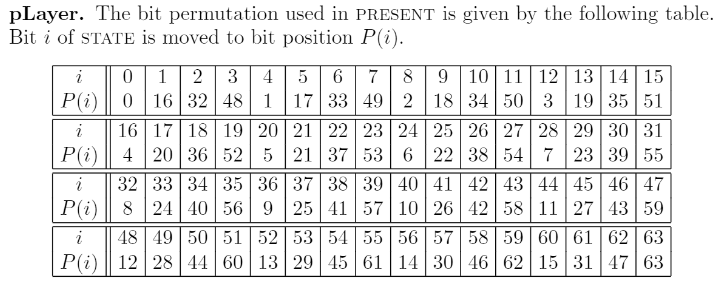 pLayer. The bit permutation used in PRESENT is given by the following table.
Bit i of STATE is moved to bit position P(i).
i 0 1 2 3 4 5 6 7 8 9 10 11 12 13 14 15
P(i) 0 16 32 48 1 17 33 49 2 18 34 50 3 19 35 51
i 16 17 18 19 20 21 22 23 24 25 26 27 28 29 30 31
P(i) 4 20 36 52 5 21 37 53 6 22 38 54 7 23 39 55
i 32 33 34 35 36 37 38 39 40 41 42 43 44 45 46 47
P(i) 8 24 40 56 9 25 41 57 10 26 42 58 11 27 43 59
i 48 49 50 51 52 53 54 55 56 57 58 59 60 61 62 63
P(i) 12 28 44 60 13 29 45 61 14 30 46 62 15 31 47 63